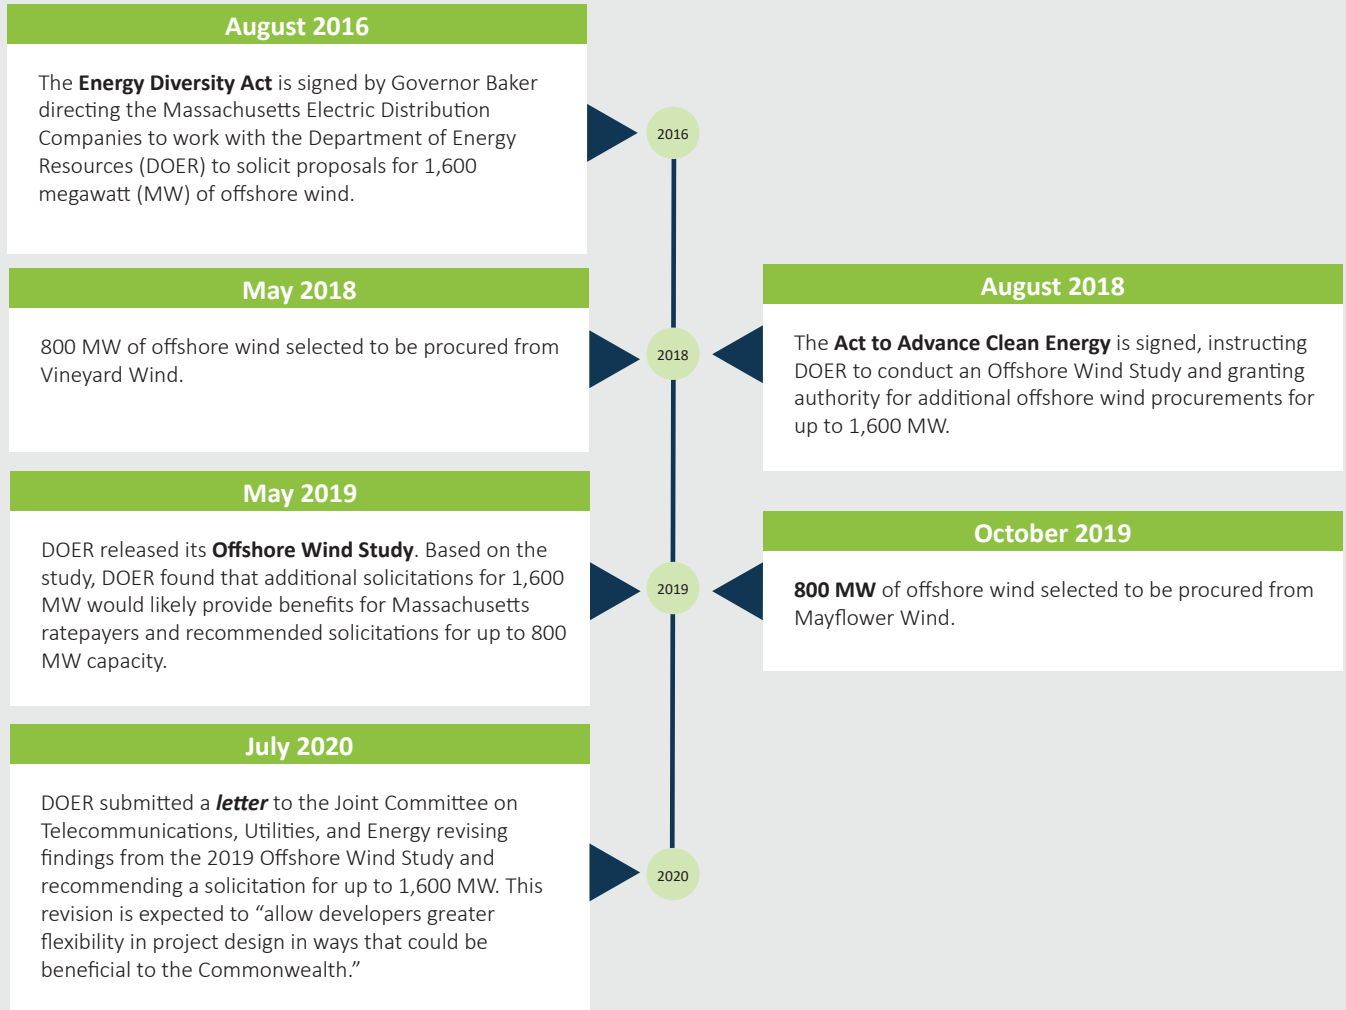 August 2016
The Energy Diversity Act is signed by Governor Baker
directing the Massachusetts Electric Distribution
Companies to work with the Department of Energy
Resources (DOER) to solicit proposals for 1,600
megawatt (MW) of offshore wind.
2016
May 2018
800 MW of offshore wind selected to be procured from
Vineyard Wind.
2018
August 2018
The Act to Advance Clean Energy is signed, instructing
DOER to conduct an Offshore Wind Study and granting
authority for additional offshore wind procurements for
up to 1,600 MW.
May 2019
DOER released its Offshore Wind Study. Based on the
study, DOER found that additional solicitations for 1,600
MW would likely provide benefits for Massachusetts
ratepayers and recommended solicitations for up to 800
MW capacity.
2019
October 2019
800 MW of offshore wind selected to be procured from
Mayflower Wind.
July 2020
DOER submitted a letter to the Joint Committee on
Telecommunications, Utilities, and Energy revising
findings from the 2019 Offshore Wind Study and
recommending a solicitation for up to 1,600 MW. This
revision is expected to “allow developers greater
flexibility in project design in ways that could be
beneficial to the Commonwealth.”
2020